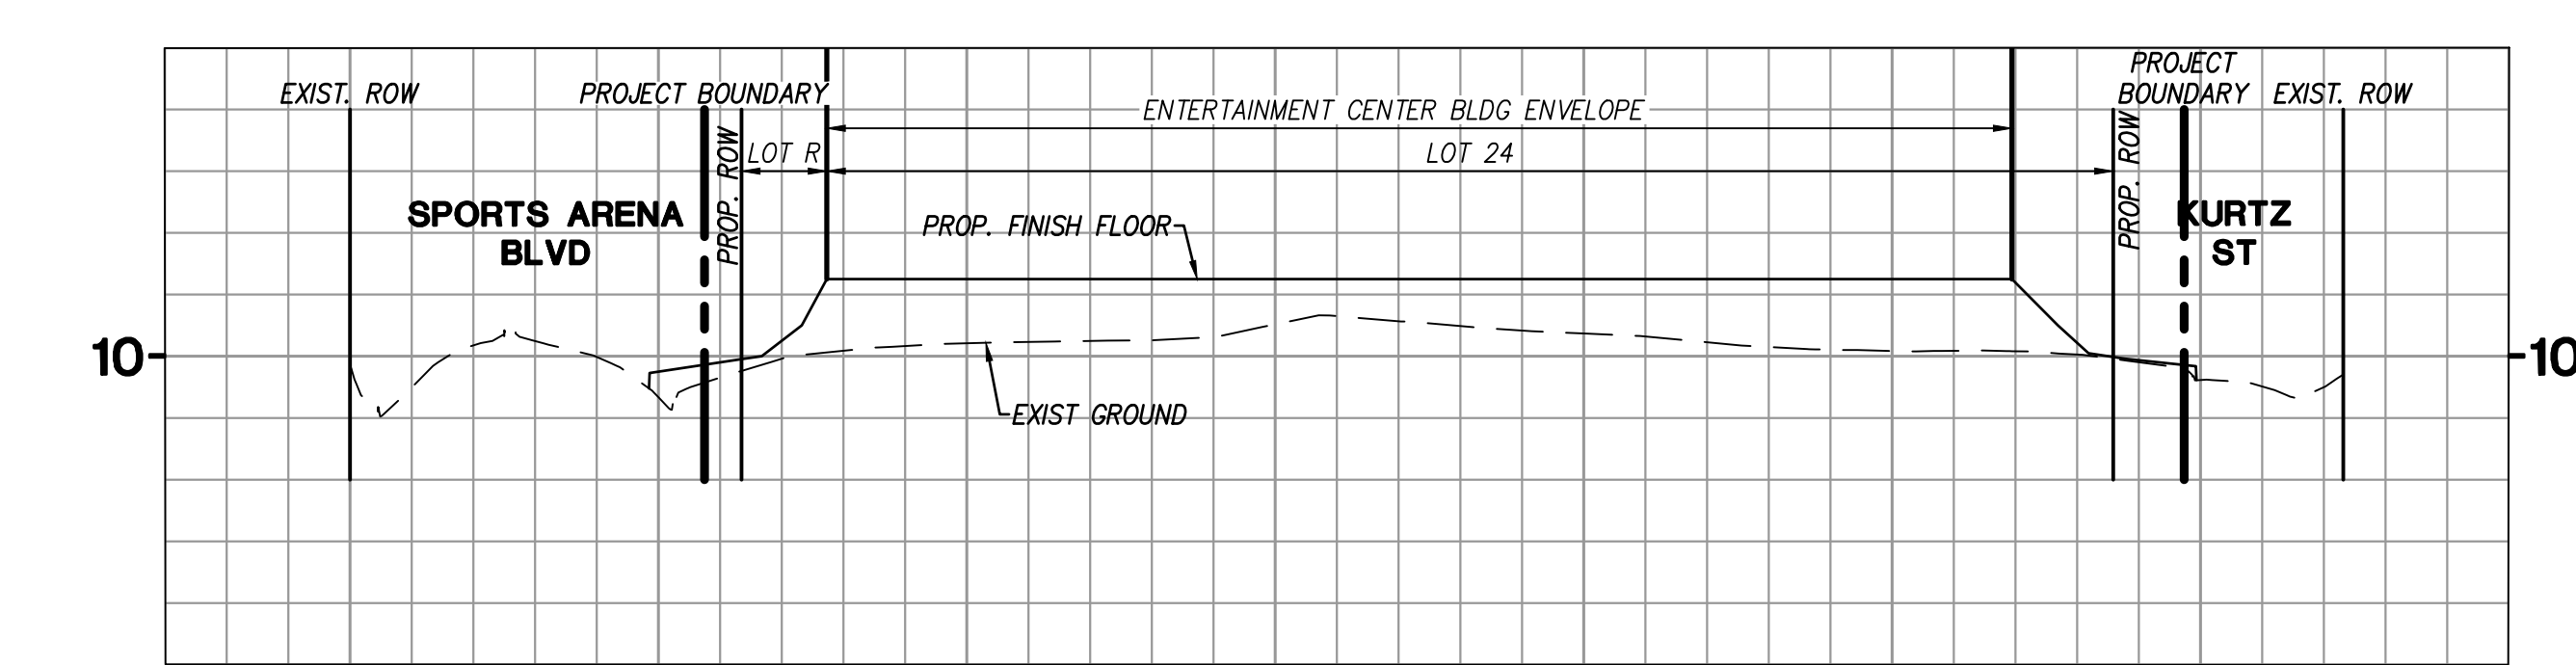 PROJECT
EXIST. ROW
PROJECT BOUNDARY
BOUNDARY
EXIST. ROW
ENTERTAINMENT CENTER BLDG ENVELOPE
PROP. ROW
LOT R
LOT 24
PROP. ROW
SPORTS ARENA
BLVD
PROP. FINISH FLOOR
KURTZ
ST
10
10
EXIST GROUND